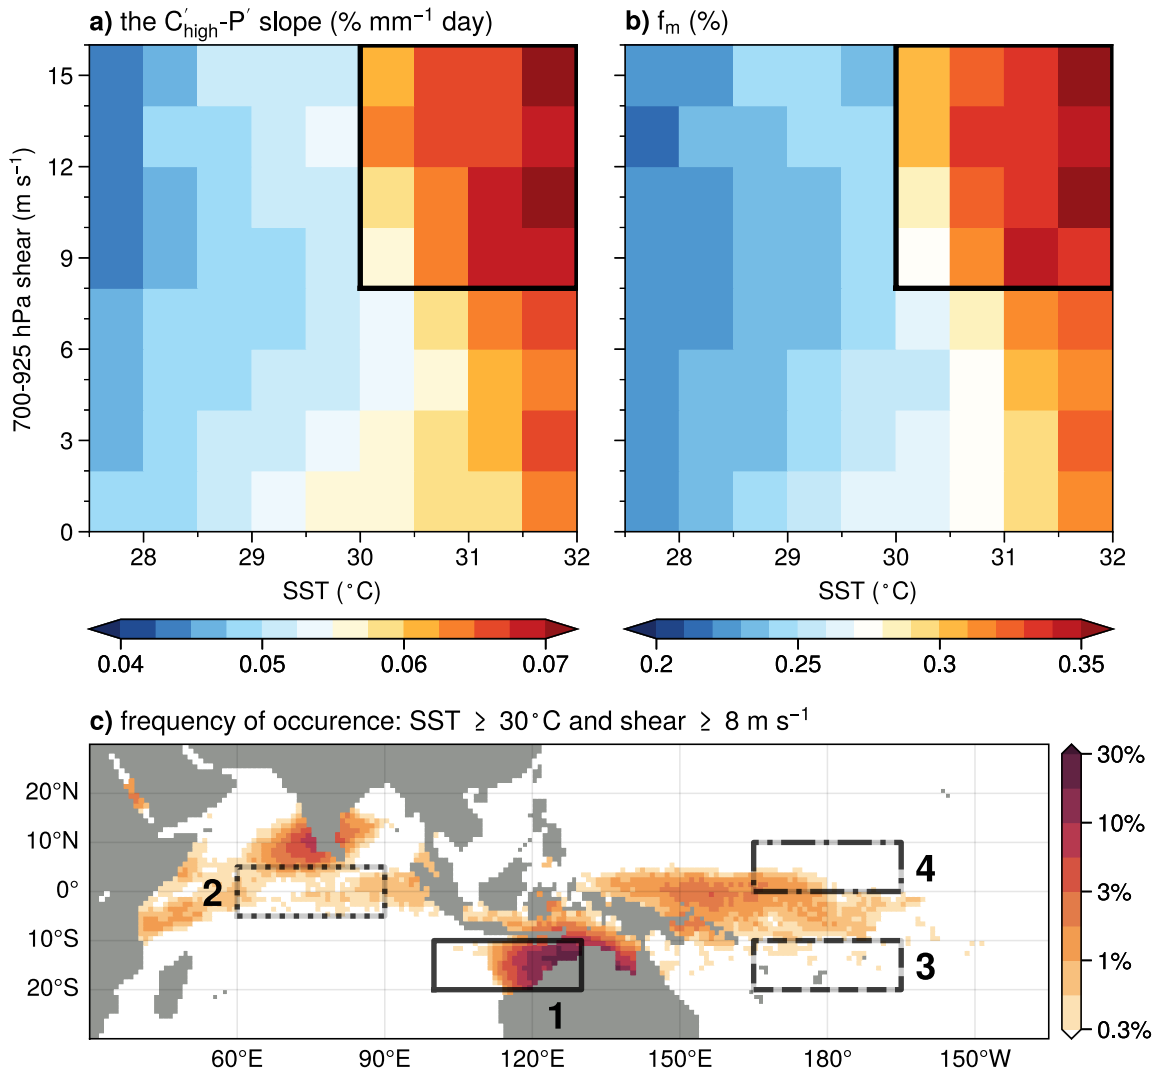 a) the C′high-P′ slope (% mm⁻¹ day)
b) fm (%)
15
12
9
6
3
0
700-925 hPa shear (m s⁻¹)
28 29 30 31 32
28 29 30 31 32
SST (°C)
SST (°C)
0.04 0.05 0.06 0.07
0.2 0.25 0.3 0.35
c) frequency of occurence: SST ≥ 30°C and shear ≥ 8 m s⁻¹
20°N
10°N
0°
10°S
20°S
2
4
3
1
30%
10%
3%
1%
0.3%
60°E 90°E 120°E 150°E 180° 150°W